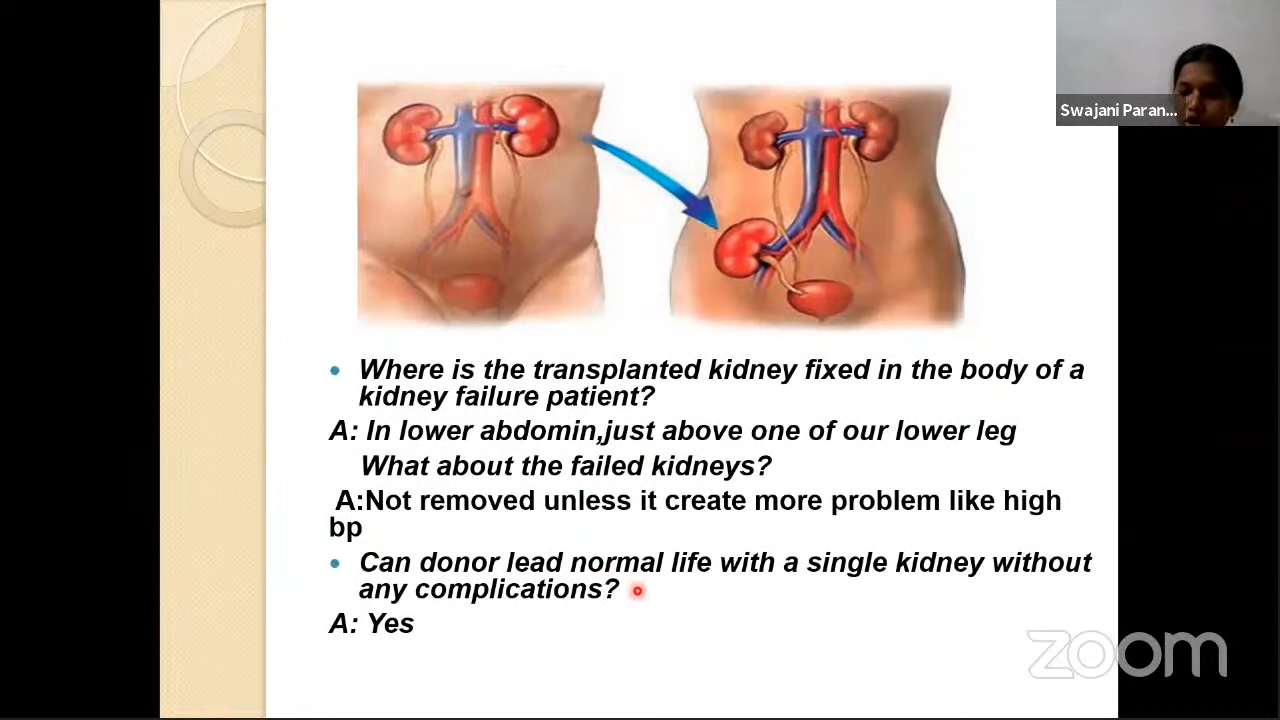 Swajani Paran...
• Where is the transplanted kidney fixed in the body of a
kidney failure patient?
A: In lower abdomin,just above one of our lower leg
What about the failed kidneys?
A:Not removed unless it create more problem like high
bp
• Can donor lead normal life with a single kidney without
any complications?
A: Yes
zoom